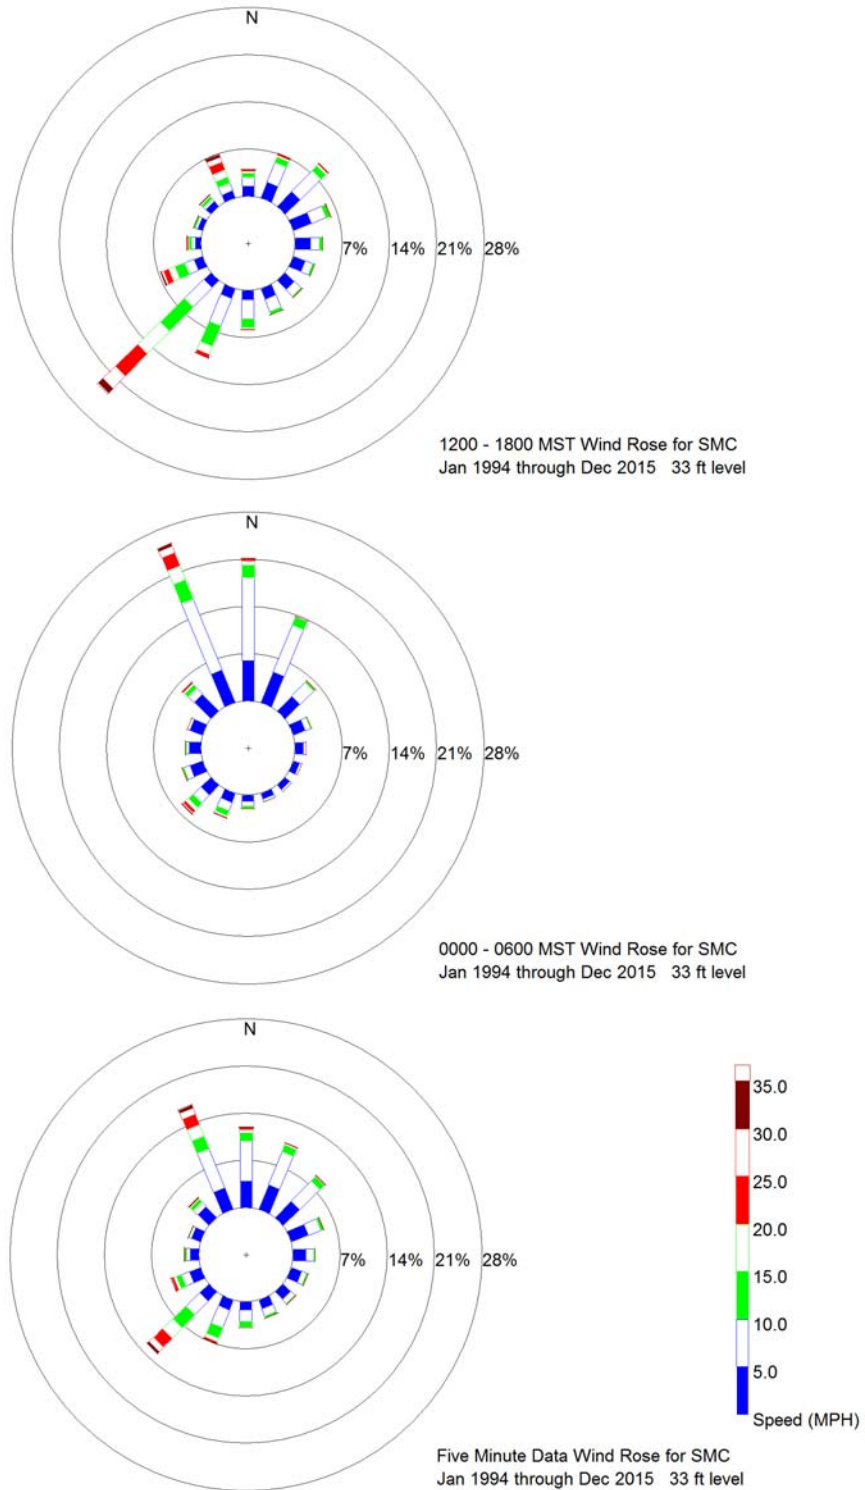 N
7% 14% 21% 28%
1200 - 1800 MST Wind Rose for SMC
Jan 1994 through Dec 2015 33 ft level
N
7% 14% 21% 28%
0000 - 0600 MST Wind Rose for SMC
Jan 1994 through Dec 2015 33 ft level
N
7% 14% 21% 28%
35.0
30.0
25.0
20.0
15.0
10.0
5.0
Speed (MPH)
Five Minute Data Wind Rose for SMC
Jan 1994 through Dec 2015 33 ft level